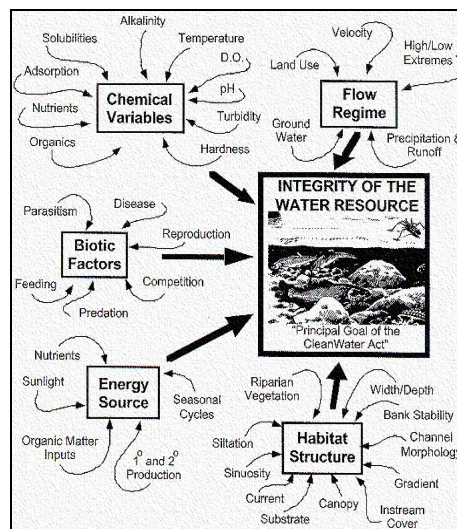 Alkalinity
Solubilities
Temperature
D.O.
Adsorption
pH
Chemical
Variables
Nutrients
Turbidity
Organics
Hardness
Velocity
High/Low
Extremes
Land Use
Flow
Regime
Ground
Water
Precipitation &
Runoff
INTEGRITY OF THE
WATER RESOURCE
"Principal Goal of the
CleanWater Act"
Disease
Parasitism
Reproduction
Biotic
Factors
Feeding
Competition
Predation
Nutrients
Sunlight
Energy
Source
Seasonal
Cycles
Organic Matter
Inputs
1° and 2°
Production
Riparian
Vegetation
Width/Depth
Bank Stability
Siltation
Habitat
Structure
Channel
Morphology
Sinuosity
Gradient
Current
Canopy
Instream
Cover
Substrate